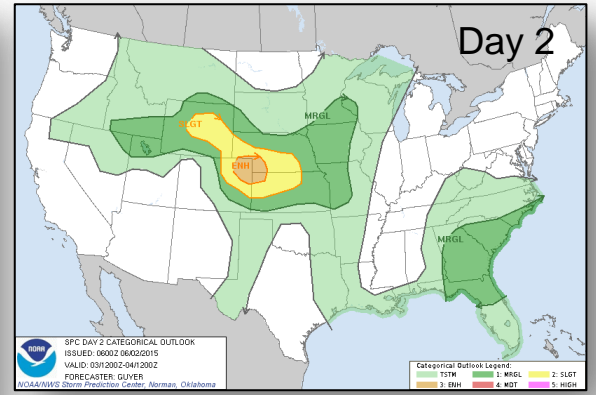 Day 2
MRGL
SLGT
ENH
MRGL
NOAA
SPC DAY 2 CATEGORICAL OUTLOOK
ISSUED: 0600Z 06/02/2015
VALID: 03/1200Z-04/1200Z
FORECASTER: GUYER
NOAA/NWS Storm Prediction Center, Norman, Oklahoma
Categorical Outlook Legend:
TSTM 1: MRGL 2: SLGT
3: ENH 4: MDT 5: HIGH